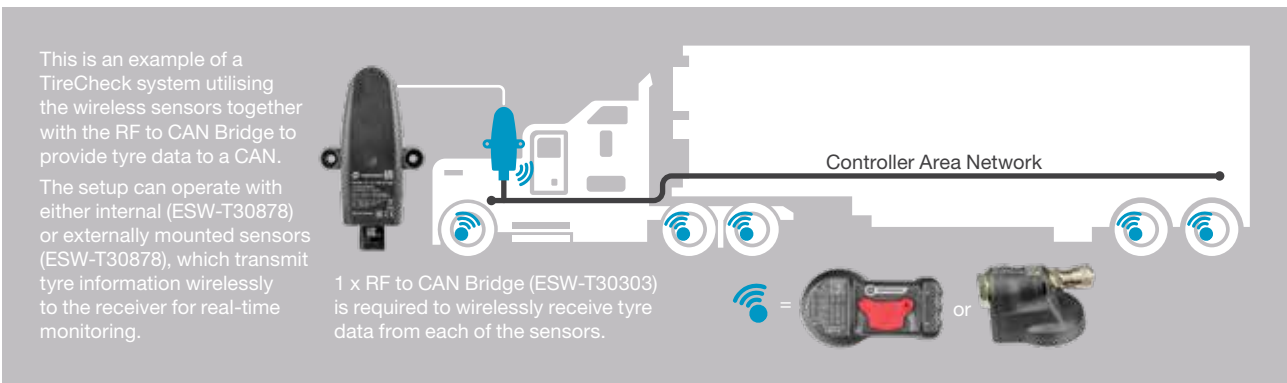 This is an example of a
TireCheck system utilising
the wireless sensors together
with the RF to CAN Bridge to
provide tyre data to a CAN.
The setup can operate with
either internal (ESW-T30878)
or externally mounted sensors
(ESW-T30878), which transmit
tyre information wirelessly
to the receiver for real-time
monitoring.
1 x RF to CAN Bridge (ESW-T30303)
is required to wirelessly receive tyre
data from each of the sensors.
Controller Area Network
=
or